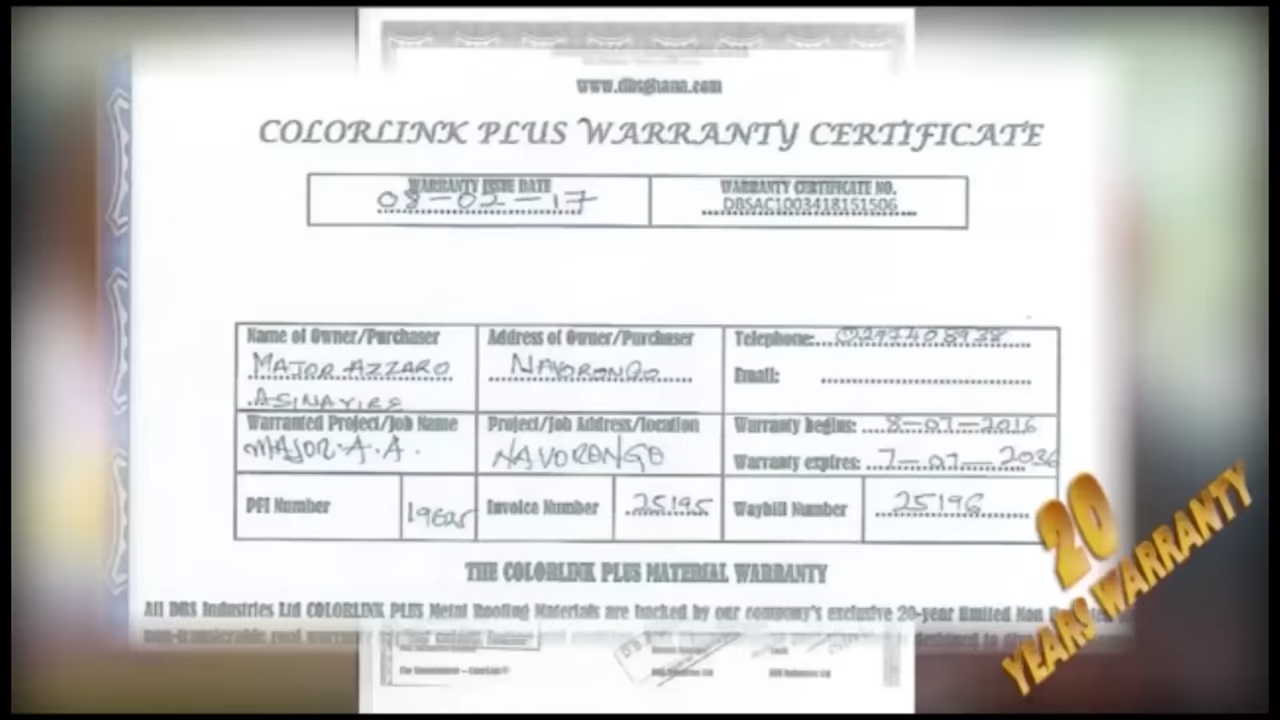 www.dbsghana.com
COLORLINK PLUS WARRANTY CERTIFICATE
WARRANTY ISSUE DATE
08-02-17
WARRANTY CERTIFICATE NO.
DBSAC1003418151506
Name of Owner/Purchaser
MAJOR AZZARO
ASINAYIRE
Address of Owner/Purchaser
NAVORONGO
Telephone:
Email:
Warranted Project/Job Name
MAJOR A.A.
Project/Job Address/location
NAVORONGO
Warranty begins: 8-07-2016
Warranty expires: 7-07-2036
PFI Number
Invoice Number
25195
Waybill Number
25196
THE COLORLINK PLUS MATERIAL WARRANTY
All DBS Industries Ltd COLORLINK PLUS Metal Roofing Materials are backed by our company's exclusive 20-year limited
20
YEARS WARRANTY